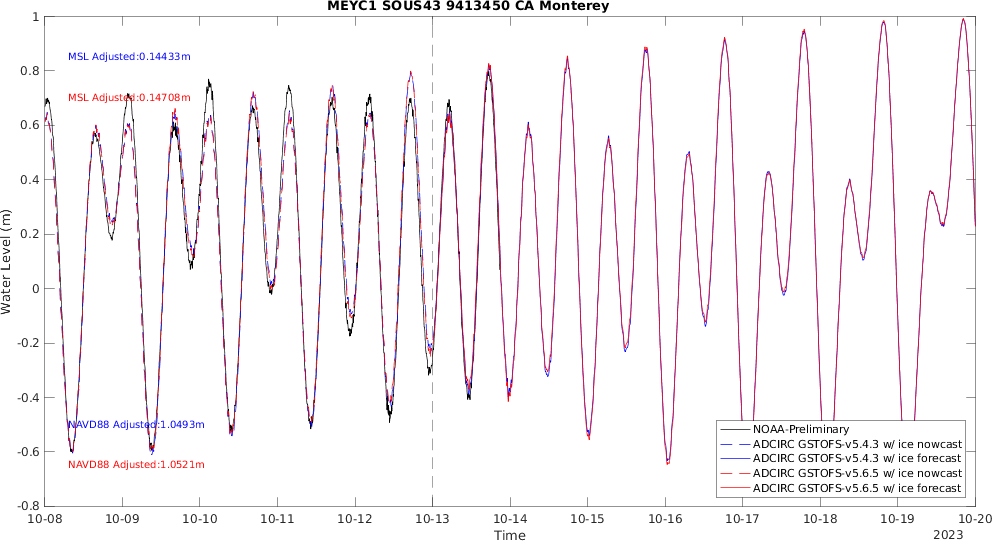 MEYC1 SOUS43 9413450 CA Monterey
MSL Adjusted:0.14433m
MSL Adjusted:0.14708m
NAVD88 Adjusted:1.0493m
NAVD88 Adjusted:1.0521m
Water Level (m)
1
0.8
0.6
0.4
0.2
0
-0.2
-0.4
-0.6
-0.8
NOAA-Preliminary
ADCIRC GSTOFS-v5.4.3 w/ ice nowcast
ADCIRC GSTOFS-v5.4.3 w/ ice forecast
ADCIRC GSTOFS-v5.6.5 w/ ice nowcast
ADCIRC GSTOFS-v5.6.5 w/ ice forecast
10-08 10-09 10-10 10-11 10-12 10-13 10-14 10-15 10-16 10-17 10-18 10-19 10-20
Time
2023